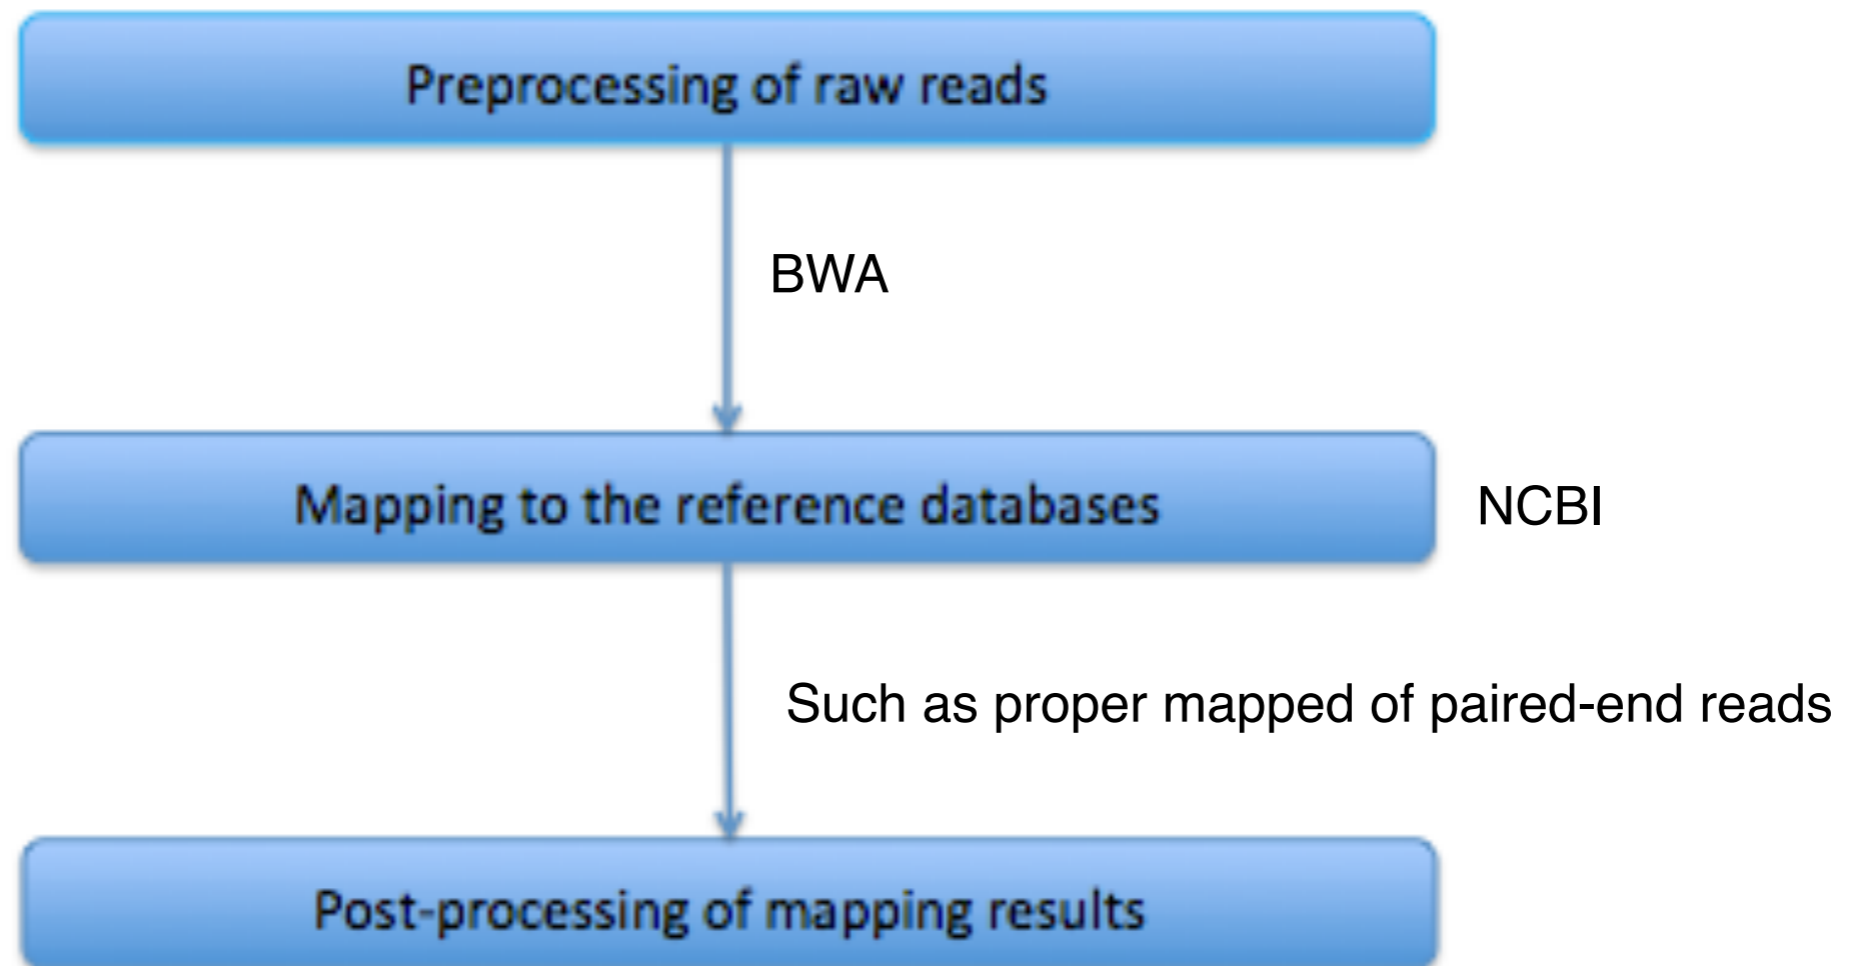 Preprocessing of raw reads
BWA
Mapping to the reference databases
NCBI
Such as proper mapped of paired-end reads
Post-processing of mapping results